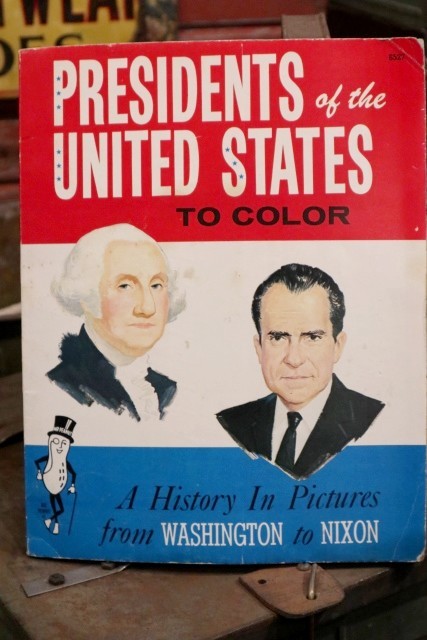 PRESIDENTS of the
UNITED STATES
TO COLOR
A History In Pictures
from WASHINGTON to NIXON